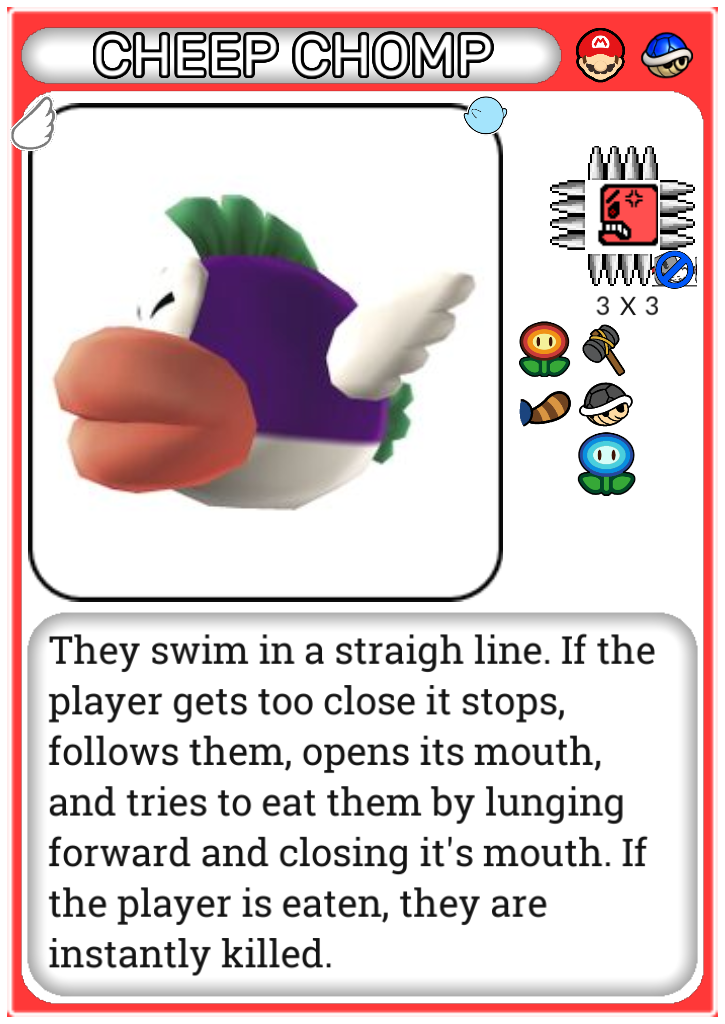 CHEEP CHOMP
3 X 3
They swim in a straigh line. If the
player gets too close it stops,
follows them, opens its mouth,
and tries to eat them by lunging
forward and closing it's mouth. If
the player is eaten, they are
instantly killed.